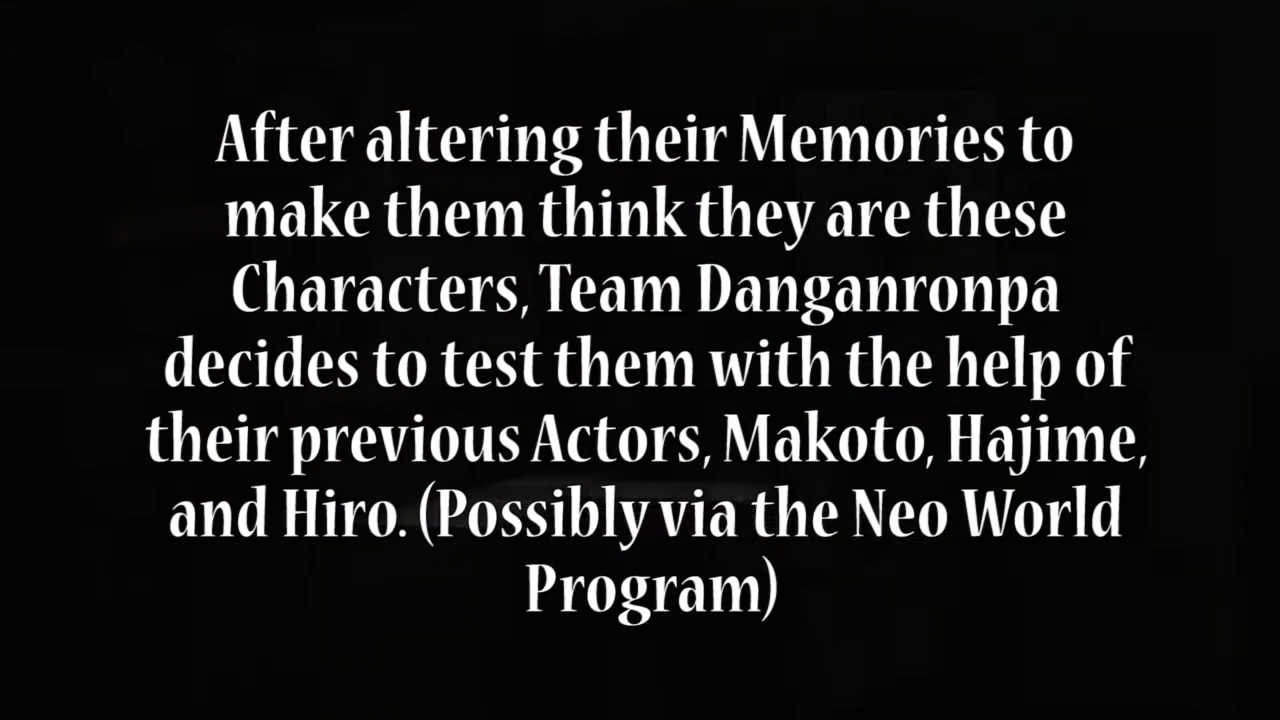 After altering their Memories to
make them think they are these
Characters, Team Danganronpa
decides to test them with the help of
their previous Actors, Makoto, Hajime,
and Hiro. (Possibly via the Neo World
Program)